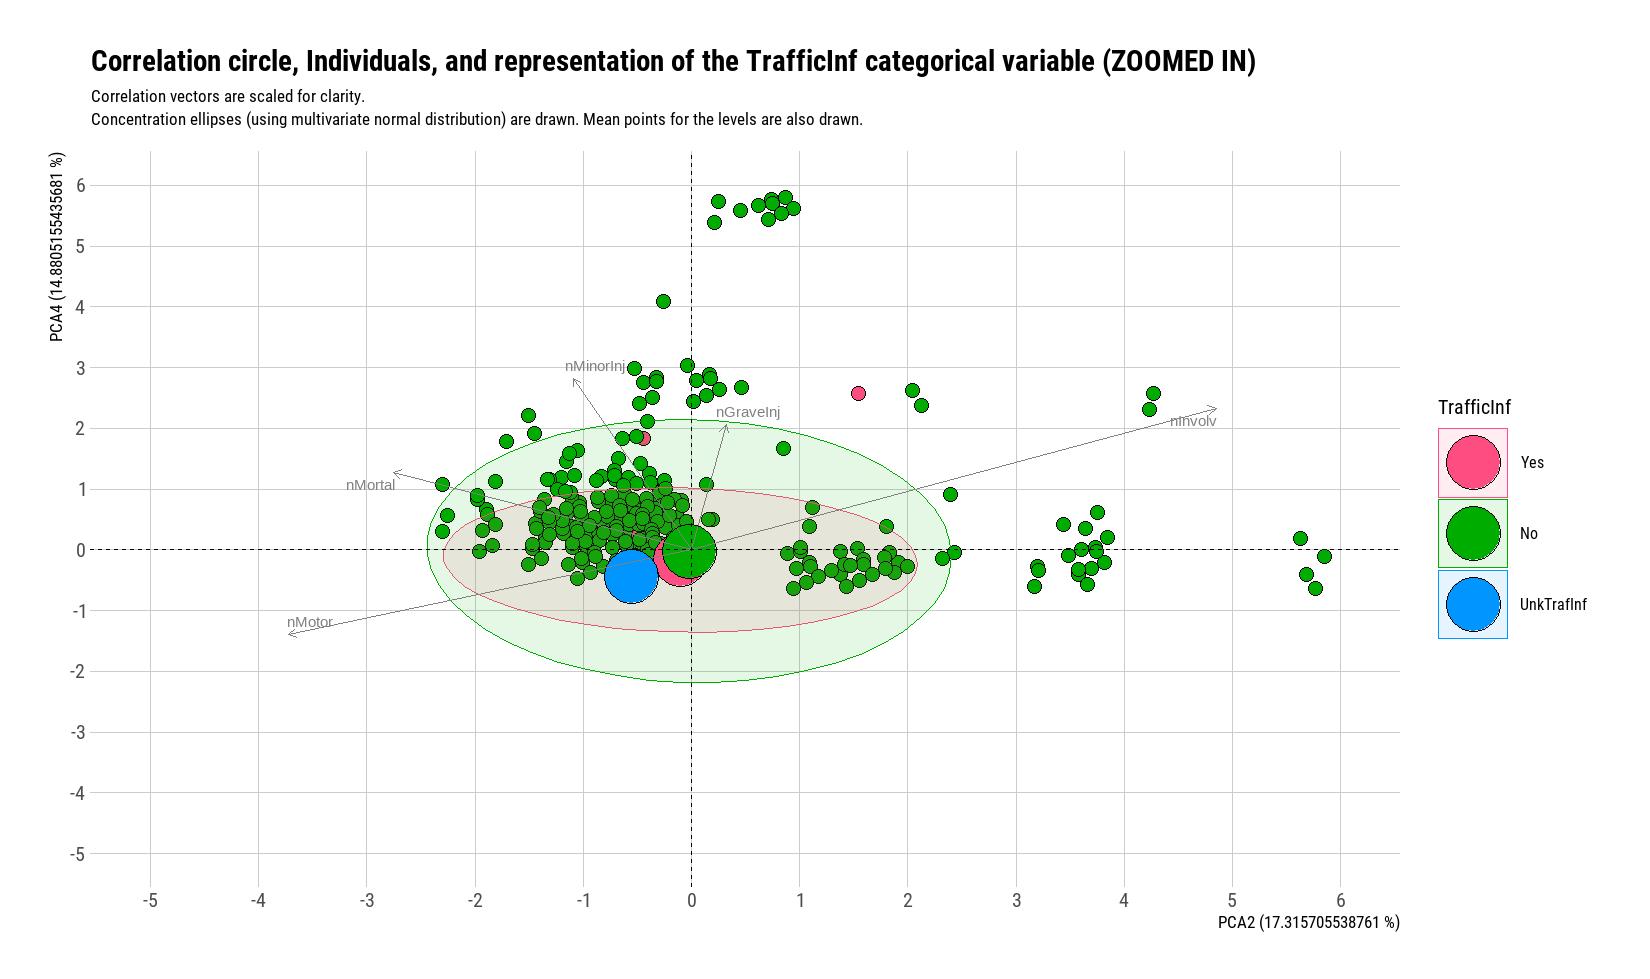 Correlation circle, Individuals, and representation of the TrafficInf categorical variable (ZOOMED IN)
Correlation vectors are scaled for clarity.
Concentration ellipses (using multivariate normal distribution) are drawn. Mean points for the levels are also drawn.
PCA4 (14.8805155435681 %)
6
5
4
3
2
1
0
-1
-2
-3
-4
-5
nMinorInj
nGraveInj
nInvolv
nMortal
nMotor
-5 -4 -3 -2 -1 0 1 2 3 4 5 6
PCA2 (17.315705538761 %)
TrafficInf
Yes
No
UnkTrafInf